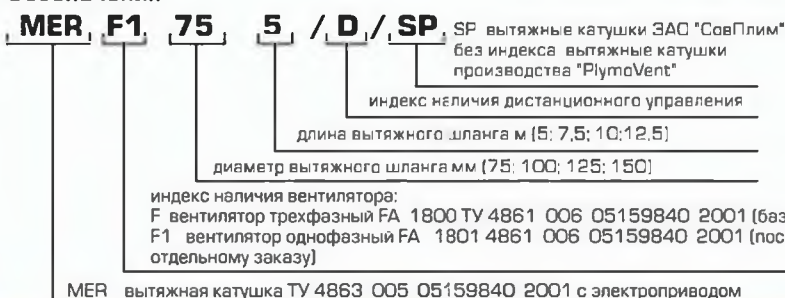 MER F1 75 5 / D / SP SP вытяжные катушки ЗАО "СовПлим"
без индекса вытяжные катушки
производства "PlymoVent"
индекс наличия дистанционного управления
длина вытяжного шланга м (5; 7,5; 10;12,5)
диаметр вытяжного шланга мм (75; 100; 125; 150)
индекс наличия вентилятора:
F вентилятор трехфазный FA 1800 ТУ 4861 006 05159840 2001 (баз
F1 вентилятор однофазный FA 1801 4861 006 05159840 2001 (пос
отдельному заказу)
MER вытяжная катушка ТУ 4863 005 05159840 2001 с электроприводом